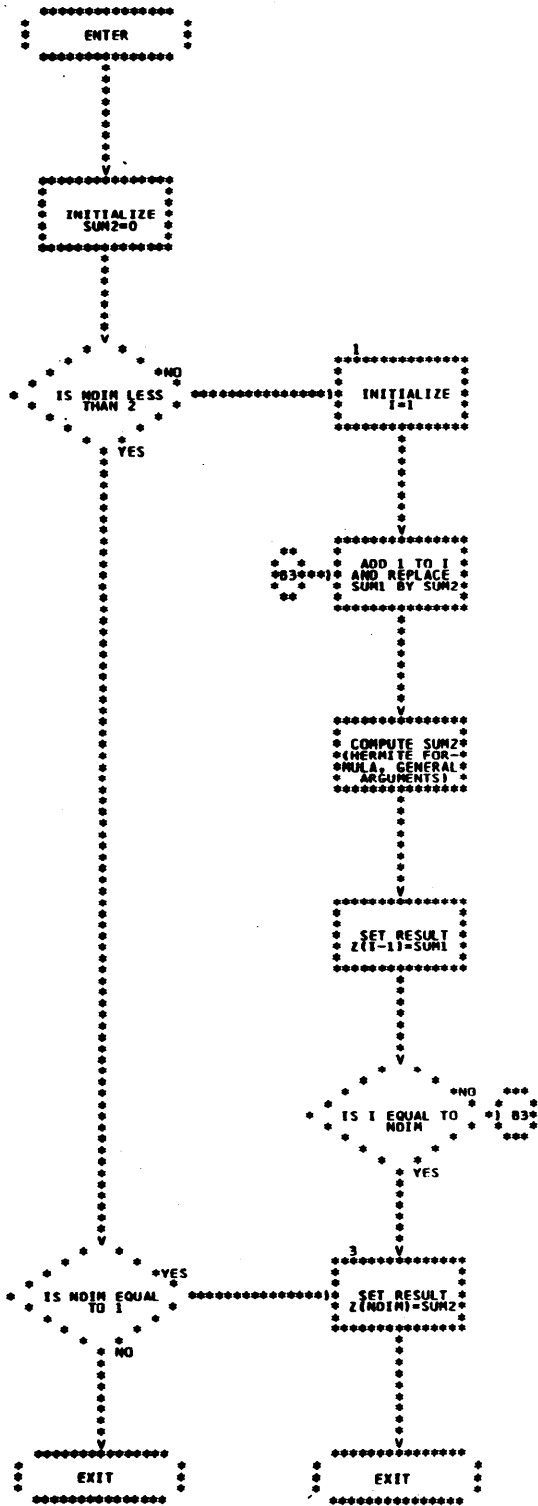 ENTER
INITIALIZE
SUM2=0
IS NDIM LESS
THAN 2
NO
YES
1
INITIALIZE
I=1
B3
ADD 1 TO I
AND REPLACE
SUM1 BY SUM2
COMPUTE SUM2
(HERMITE FOR-
MULA, GENERAL
ARGUMENTS)
SET RESULT
Z(I-1)=SUM1
IS I EQUAL TO
NDIM
NO
B3
YES
IS NDIM EQUAL
TO 1
YES
NO
3
SET RESULT
Z(NDIM)=SUM2
EXIT
EXIT